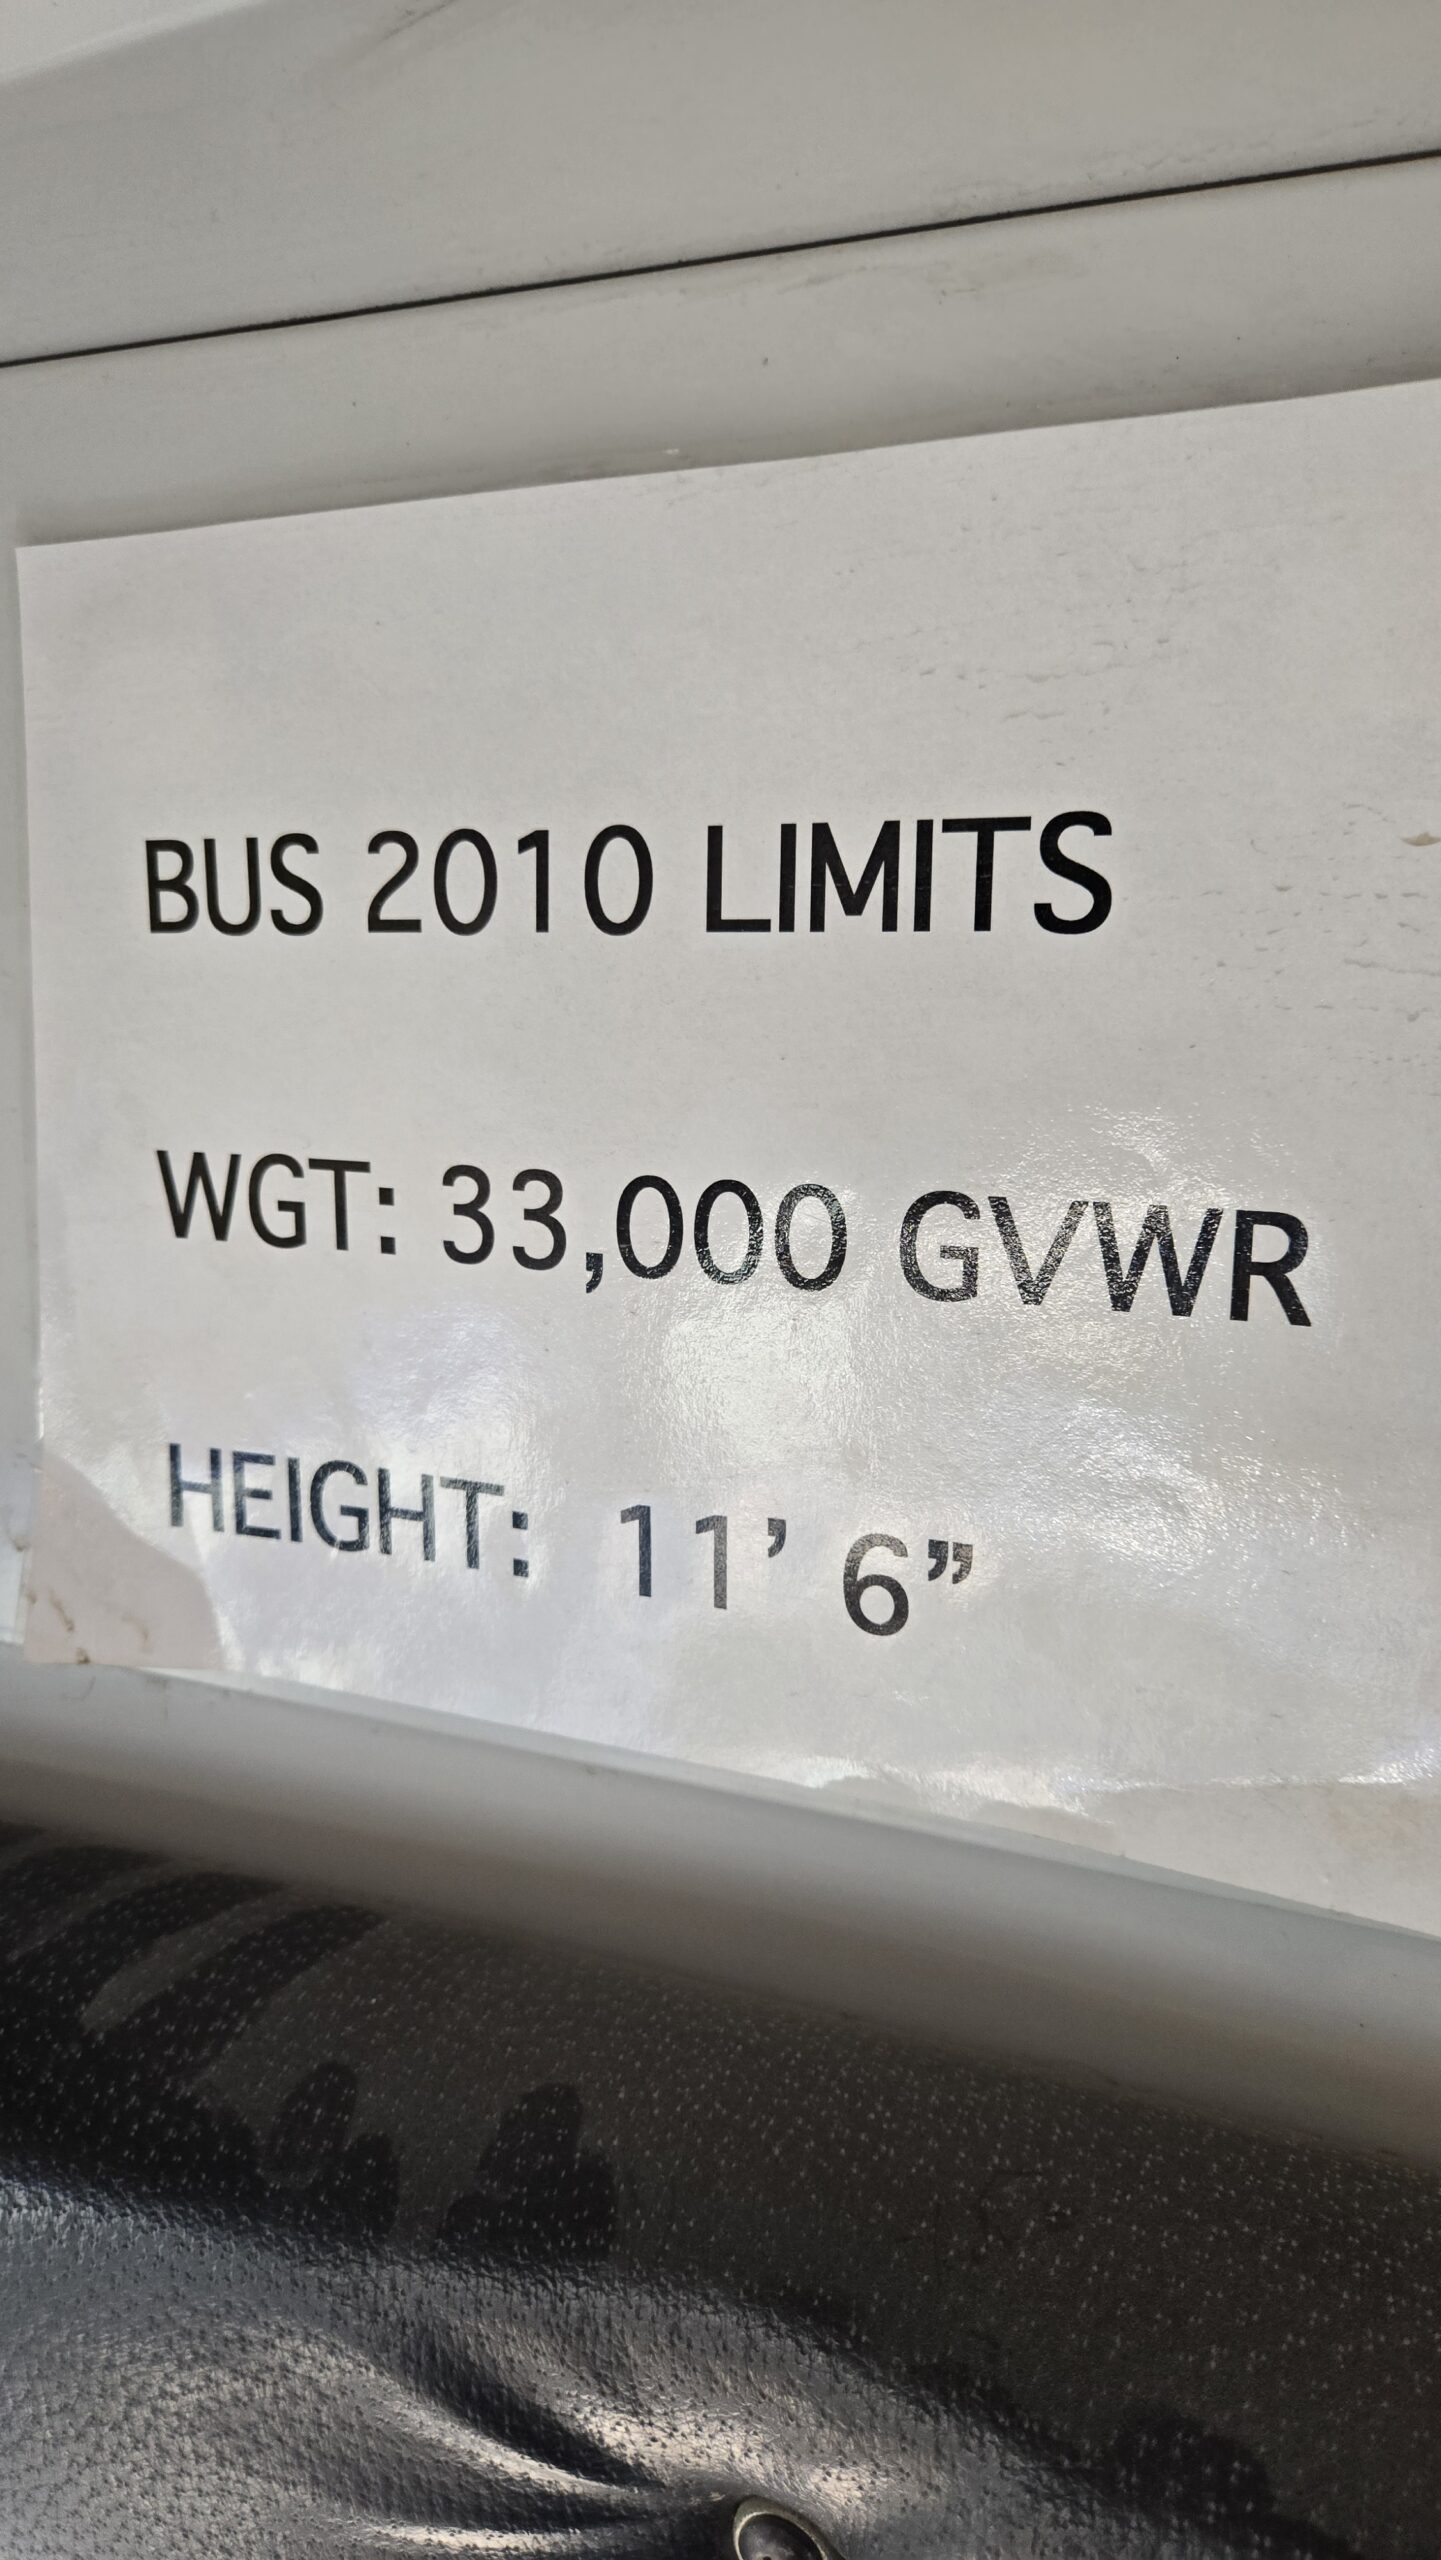 BUS 2010 LIMITS
WGT: 33,000 GVWR
HEIGHT: 11’ 6”